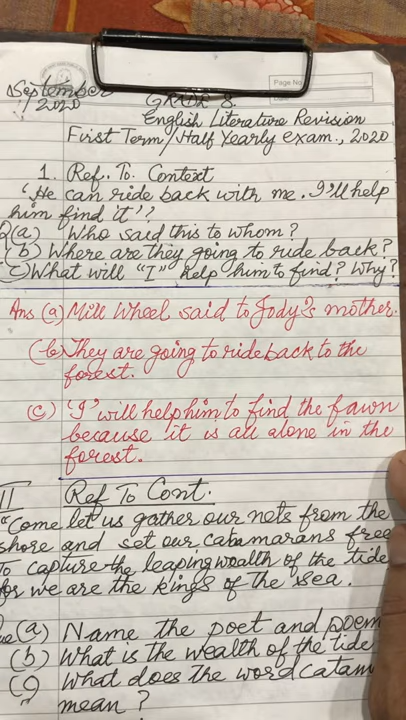 September
2020
Page No
Date
GRADE 8.
English Literature Revision
First Term/Half Yearly exam., 2020
1. Ref. To. Context
'He can ride back with me. I'll help
him find it'?
Q(a) Who said this to whom?
(b) Where are they going to ride back?
(c) What will "I" help him to find? Why?
Ans (a) Mill Wheel said to Jody's mother.
(b) They are going to ride back to the
forest.
(c) 'I' will help him to find the fawn
because it is all alone in the
forest.
II Ref To Cont.
"Come let us gather our nets from the
shore and set our catamarans free
To capture the leaping wealth of the tide
for we are the kings of the sea.
(a) Name the poet and poem
(b) What is the wealth of the tide
(c) What does the word catam
mean?